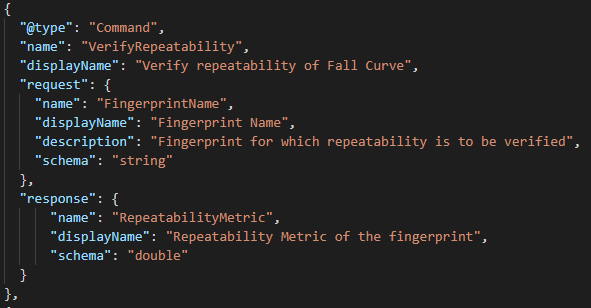 {
"@type": "Command",
"name": "VerifyRepeatability",
"displayName": "Verify repeatability of Fall Curve",
"request": {
"name": "FingerprintName",
"displayName": "Fingerprint Name",
"description": "Fingerprint for which repeatability is to be verified",
"schema": "string"
},
"response": {
"name": "RepeatabilityMetric",
"displayName": "Repeatability Metric of the fingerprint",
"schema": "double"
}
},